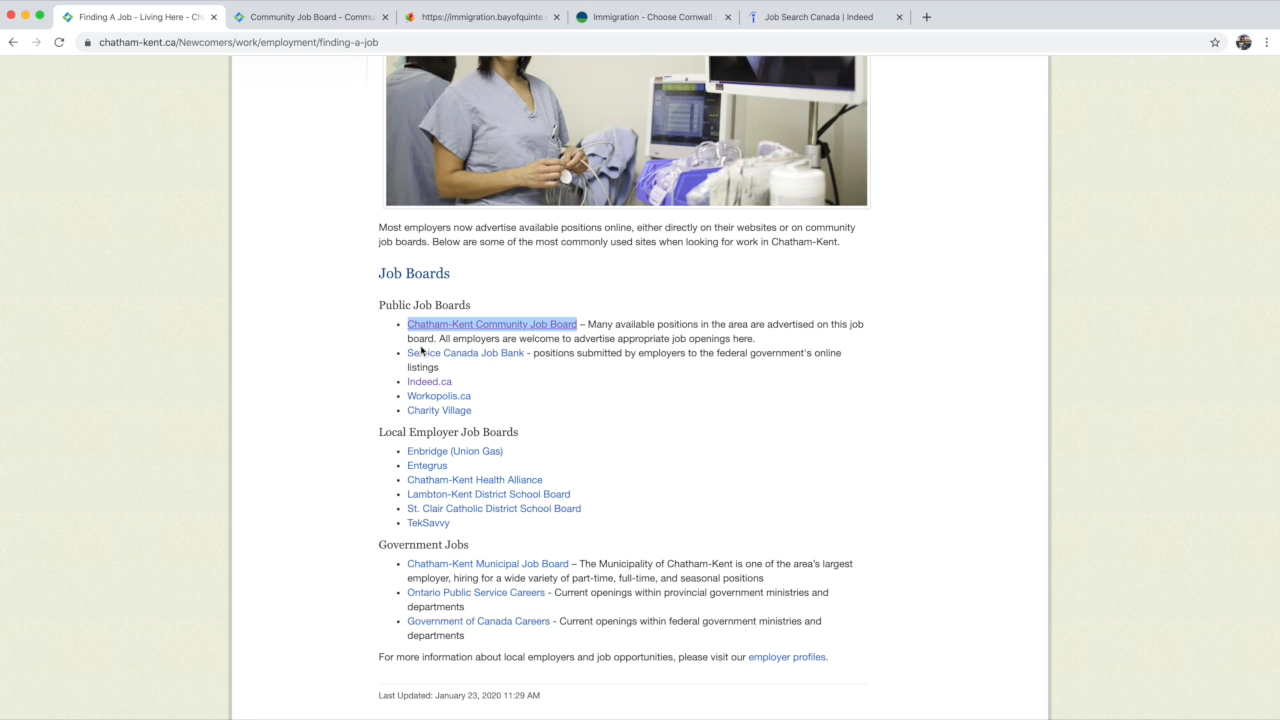 Finding A Job - Living Here - Ch
Community Job Board - Commu
https://immigration.bayofquinte.
Immigration - Choose Cornwall
Job Search Canada | Indeed
chatham-kent.ca/Newcomers/work/employment/finding-a-job
Most employers now advertise available positions online, either directly on their websites or on community
job boards. Below are some of the most commonly used sites when looking for work in Chatham-Kent.
Job Boards
Public Job Boards
• Chatham-Kent Community Job Board – Many available positions in the area are advertised on this job
board. All employers are welcome to advertise appropriate job openings here.
• Service Canada Job Bank - positions submitted by employers to the federal government's online
listings
• Indeed.ca
• Workopolis.ca
• Charity Village
Local Employer Job Boards
• Enbridge (Union Gas)
• Entegrus
• Chatham-Kent Health Alliance
• Lambton-Kent District School Board
• St. Clair Catholic District School Board
• TekSavvy
Government Jobs
• Chatham-Kent Municipal Job Board – The Municipality of Chatham-Kent is one of the area's largest
employer, hiring for a wide variety of part-time, full-time, and seasonal positions
• Ontario Public Service Careers - Current openings within provincial government ministries and
departments
• Government of Canada Careers - Current openings within federal government ministries and
departments
For more information about local employers and job opportunities, please visit our employer profiles.
Last Updated: January 23, 2020 11:29 AM